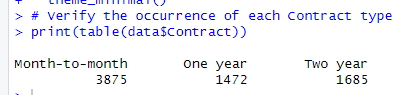 +   theme_minimal()
> # Verify the occurrence of each Contract type
> print(table(data$Contract))
Month-to-month       One year       Two year
          3875           1472           1685
>